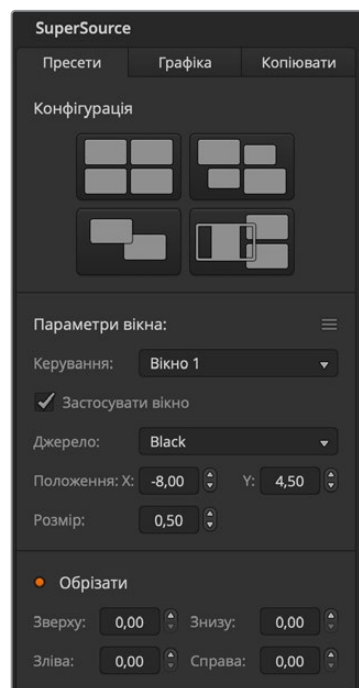 SuperSource
Пресети Графіка Копіювати
Конфігурація
Параметри вікна:
Керування: Вікно 1
Застосувати вікно
Джерело: Black
Положення: X: -8,00 Y: 4,50
Розмір: 0,50
Обрізати
Зверху: 0,00 Знизу: 0,00
Зліва: 0,00 Справа: 0,00